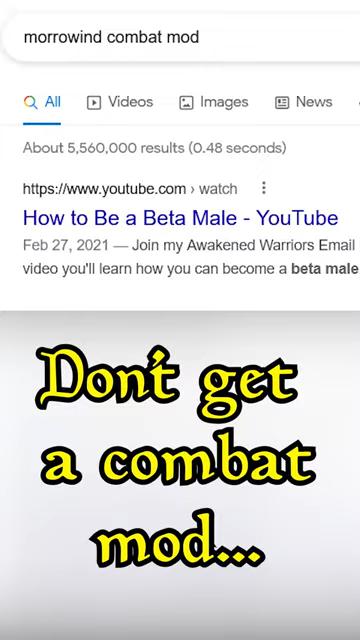 morrowind combat mod
All
Videos
Images
News
About 5,560,000 results (0.48 seconds)
https://www.youtube.com › watch
How to Be a Beta Male - YouTube
Feb 27, 2021 — Join my Awakened Warriors Email
video you'll learn how you can become a beta male
Don't get
a combat
mod...